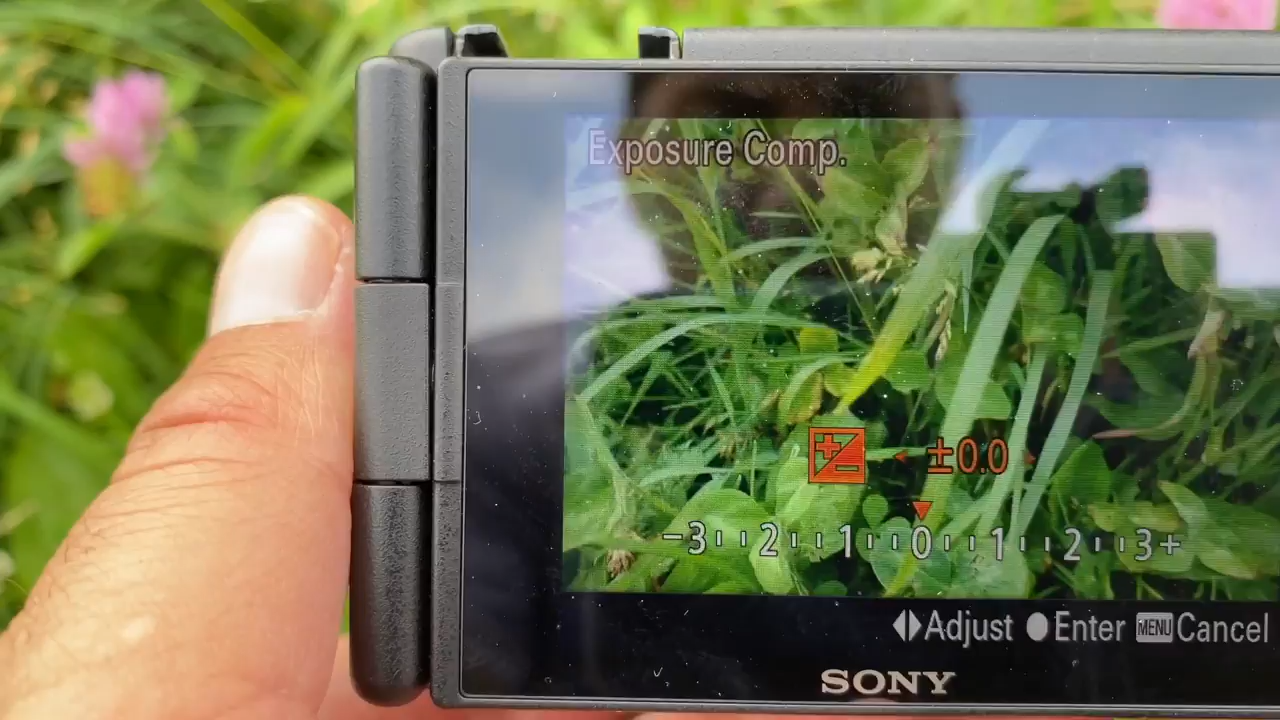 Exposure Comp.
±0.0
−3 2 1 0 1 2 3+
Adjust Enter MENU Cancel
SONY